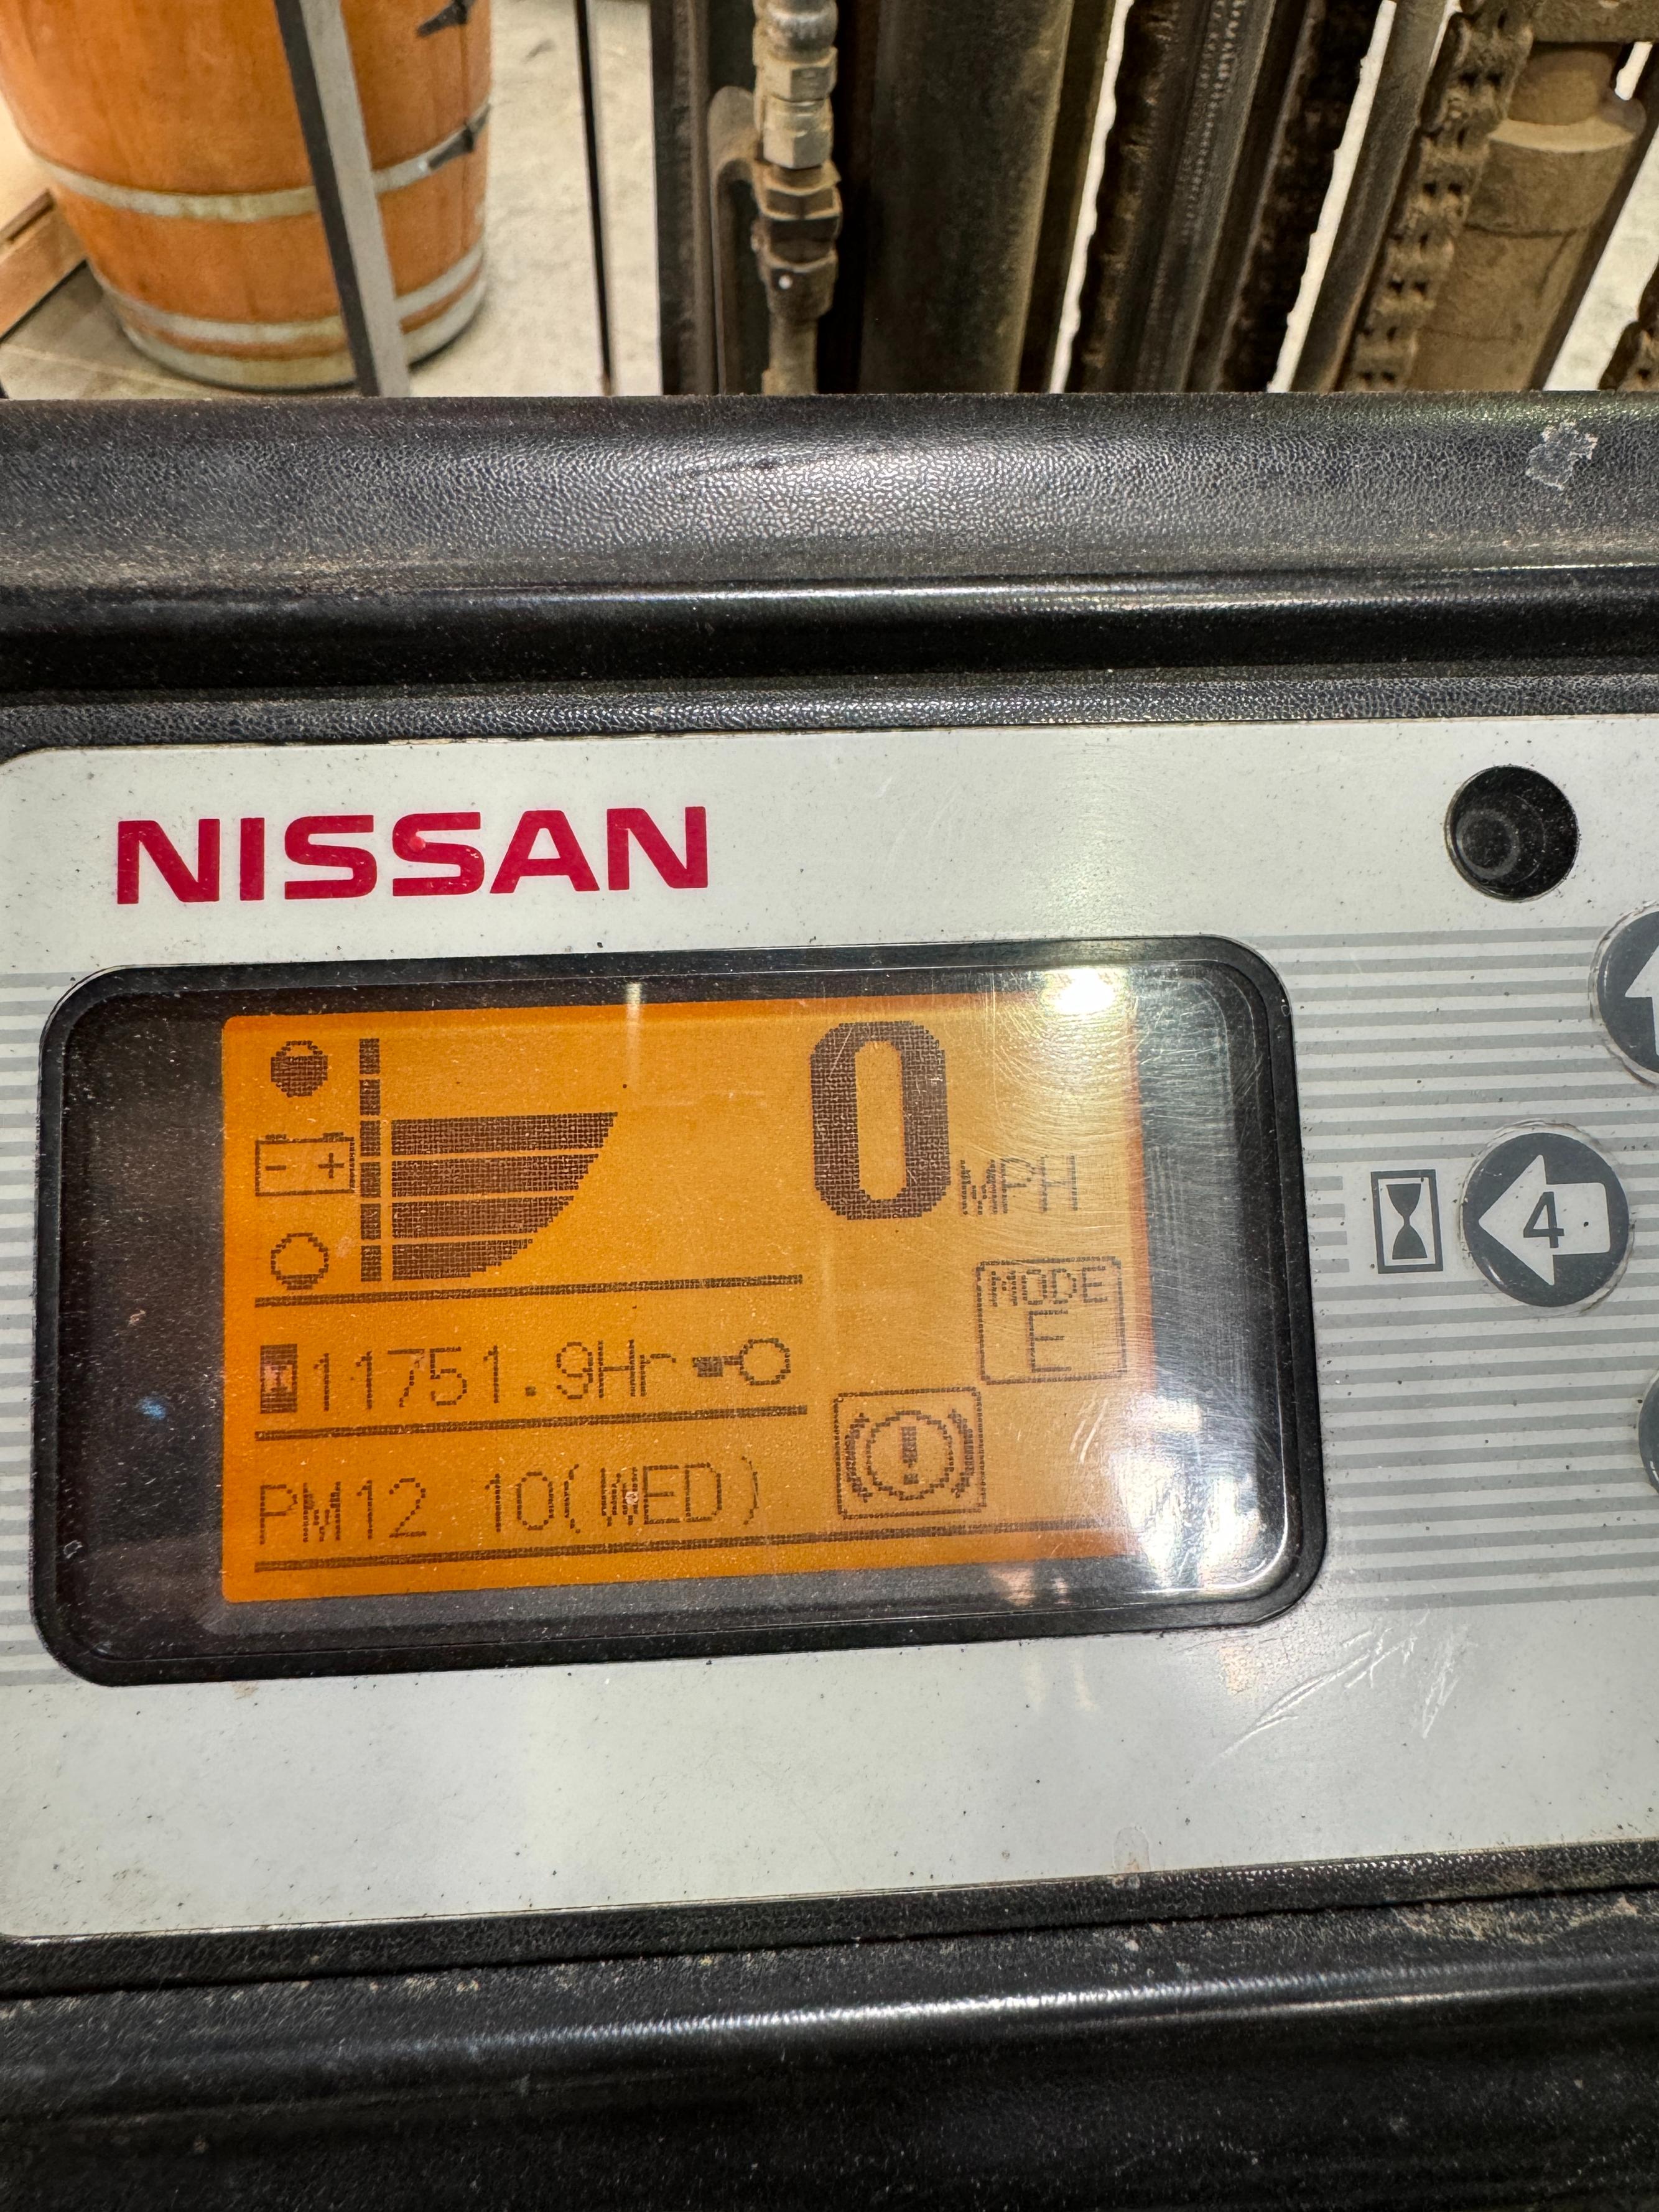 NISSAN
- +
0 MPH
MODE
E
H 11751.9Hr
!
PM12 10(WED)
4